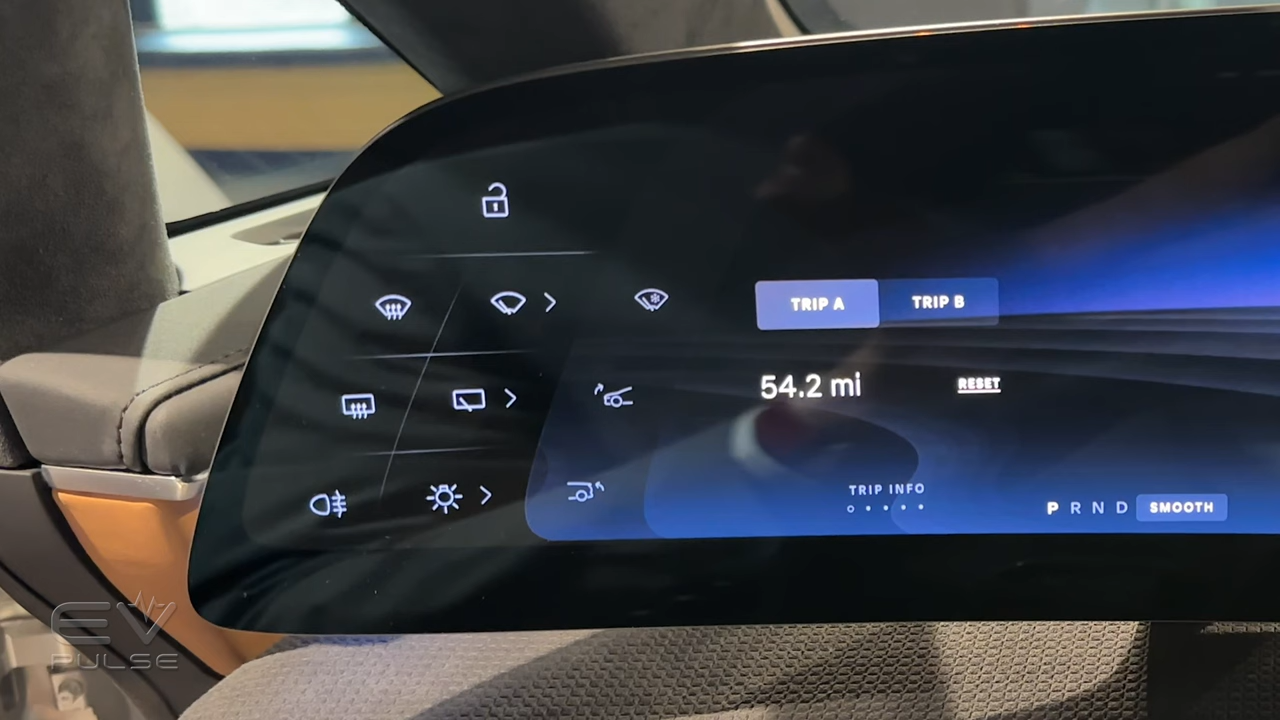 TRIP A TRIP B
54.2 mi RESET
TRIP INFO
P R N D SMOOTH
EV
PULSE